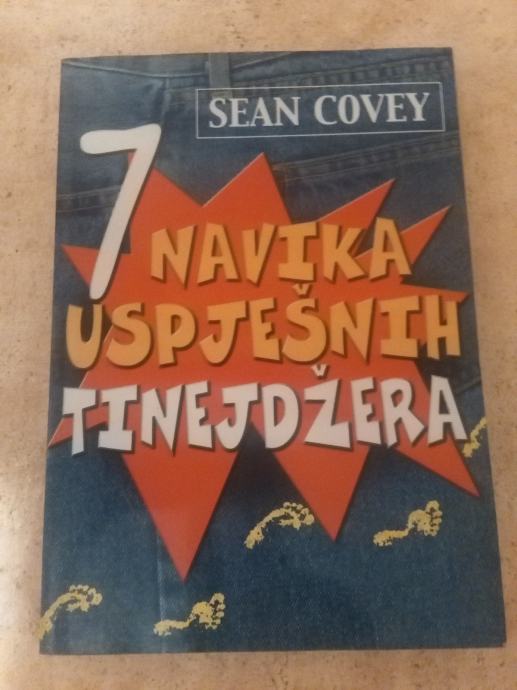 SEAN COVEY
7 NAVIKA
USPJEŠNIH
TINEJDŽERA